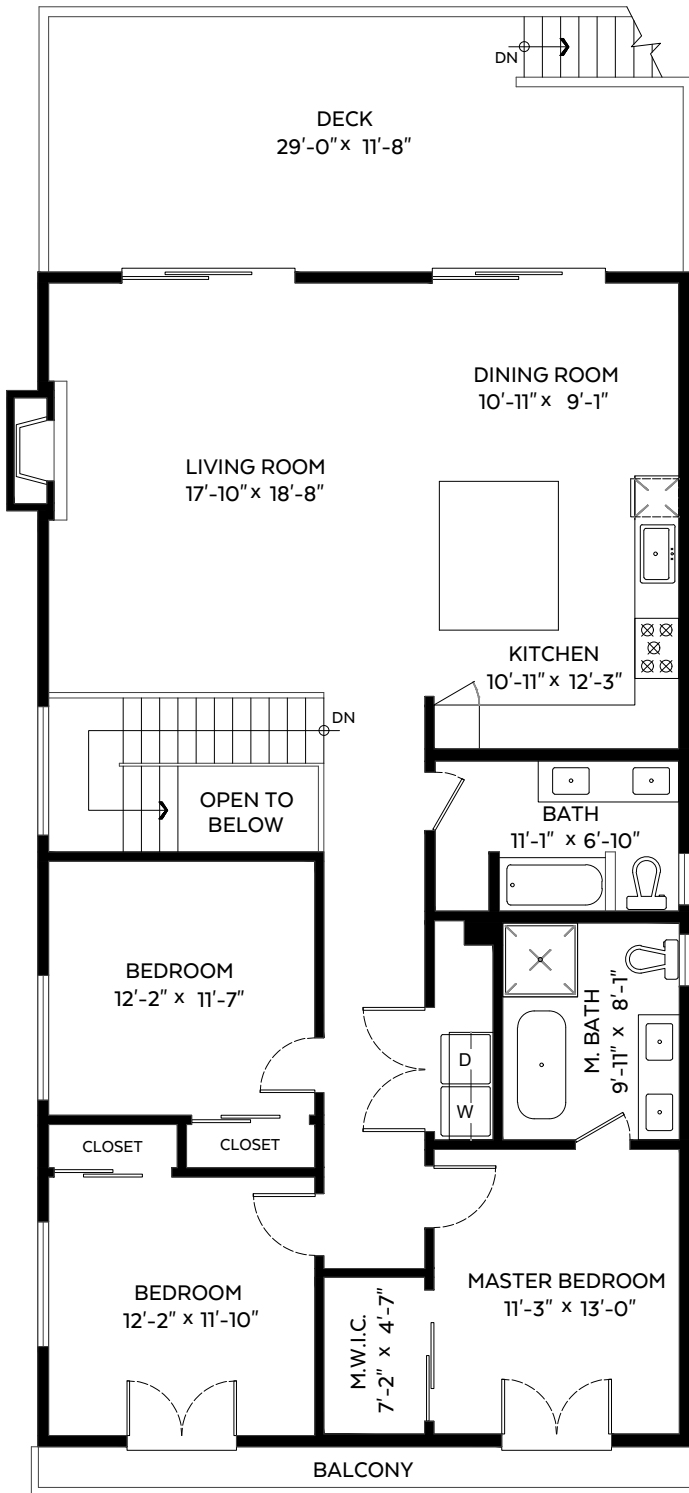 DN
DECK
29'-0" x 11'-8"
DINING ROOM
10'-11" x 9'-1"
LIVING ROOM
17'-10" x 18'-8"
KITCHEN
10'-11" x 12'-3"
DN
OPEN TO
BELOW
BATH
11'-1" x 6'-10"
BEDROOM
12'-2" x 11'-7"
M. BATH
9'-11" x 8'-1"
D
W
CLOSET
CLOSET
BEDROOM
12'-2" x 11'-10"
M.W.I.C.
7'-2" x 4'-7"
MASTER BEDROOM
11'-3" x 13'-0"
BALCONY